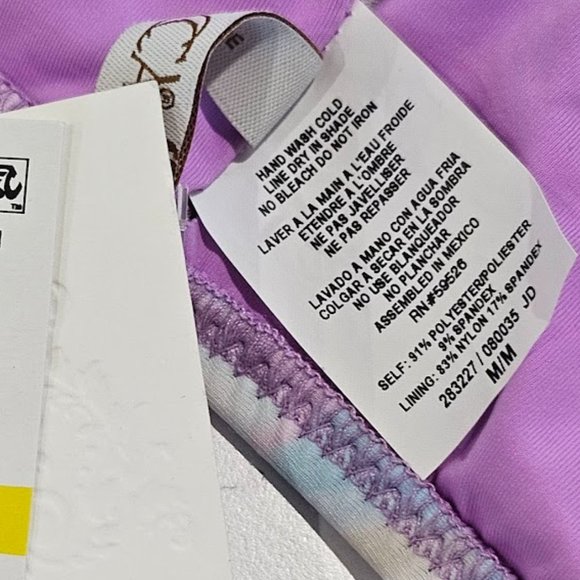 M
HAND WASH COLD
LINE DRY IN SHADE
NO BLEACH DO NOT IRON
LAVER A LA MAIN A L'EAU FROIDE
ETENDRE A L'OMBRE
NE PAS JAVELISER
NE PAS REPASSER
LAVADO A MANO CON AQUA FRIA
COLGAR A SECAR EN LA SOMBRA
NO USE BLANQUEADOR
NO PLANCHAR
ASSEMBLED IN MEXICO
RN#59526
SELF: 91% POLYESTER/POLIESTER
9% SPANDEX
LINING: 83% NYLON 17% SPANDEX
283227 / 080035 JD
M/M